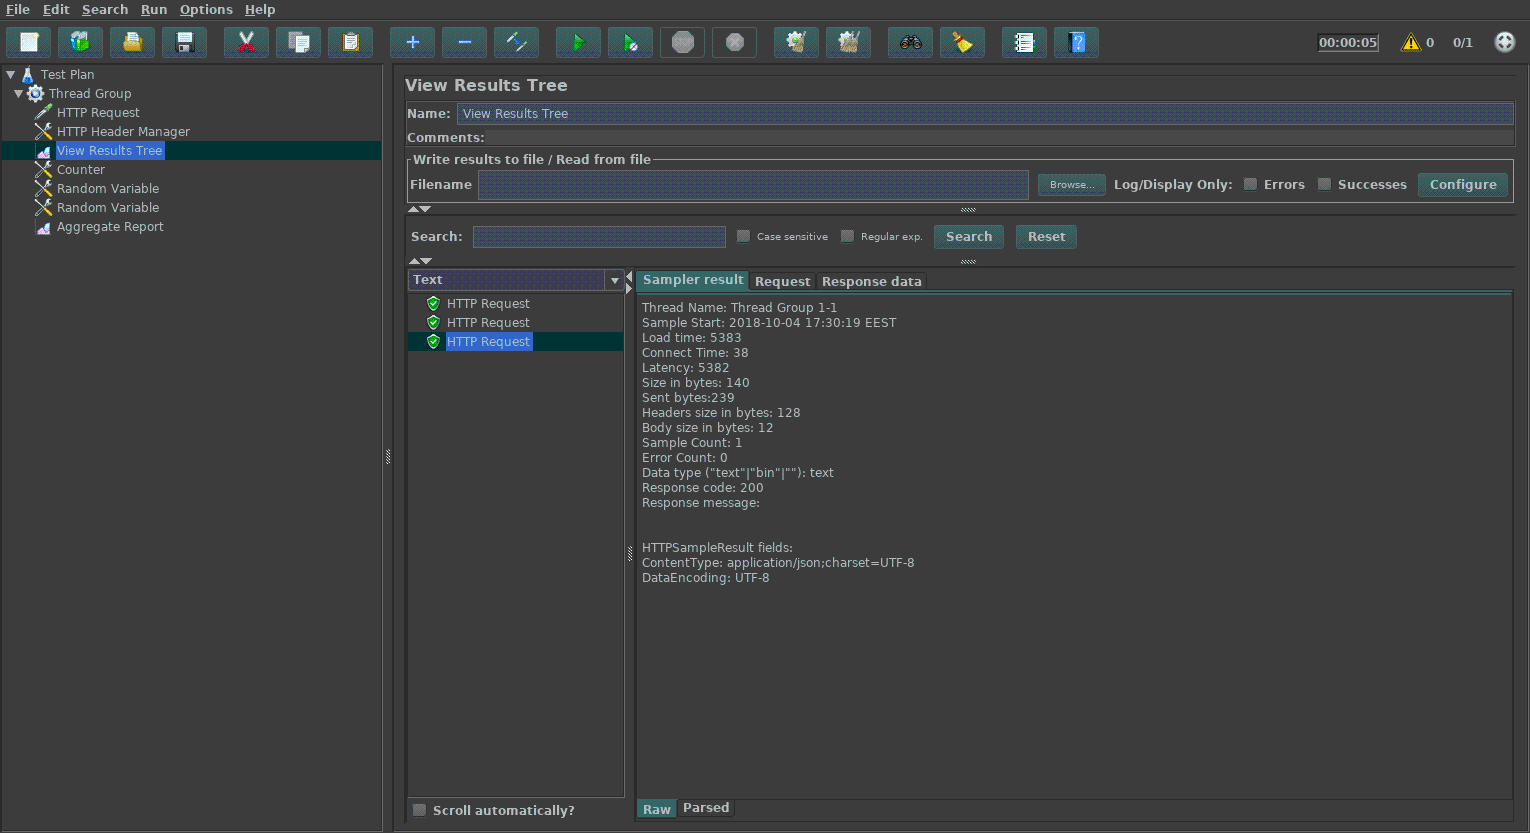 File Edit Search Run Options Help
00:00:05 0 0/1
Test Plan
Thread Group
HTTP Request
HTTP Header Manager
View Results Tree
Counter
Random Variable
Random Variable
Aggregate Report
View Results Tree
Name: View Results Tree
Comments:
Write results to file / Read from file
Filename Browse... Log/Display Only: Errors Successes Configure
Search: Case sensitive Regular exp. Search Reset
Text
HTTP Request
HTTP Request
HTTP Request
Scroll automatically?
Sampler result Request Response data
Thread Name: Thread Group 1-1
Sample Start: 2018-10-04 17:30:19 EEST
Load time: 5383
Connect Time: 38
Latency: 5382
Size in bytes: 140
Sent bytes:239
Headers size in bytes: 128
Body size in bytes: 12
Sample Count: 1
Error Count: 0
Data type ("text"|"bin"|""): text
Response code: 200
Response message:
HTTPSampleResult fields:
ContentType: application/json;charset=UTF-8
DataEncoding: UTF-8
Raw Parsed